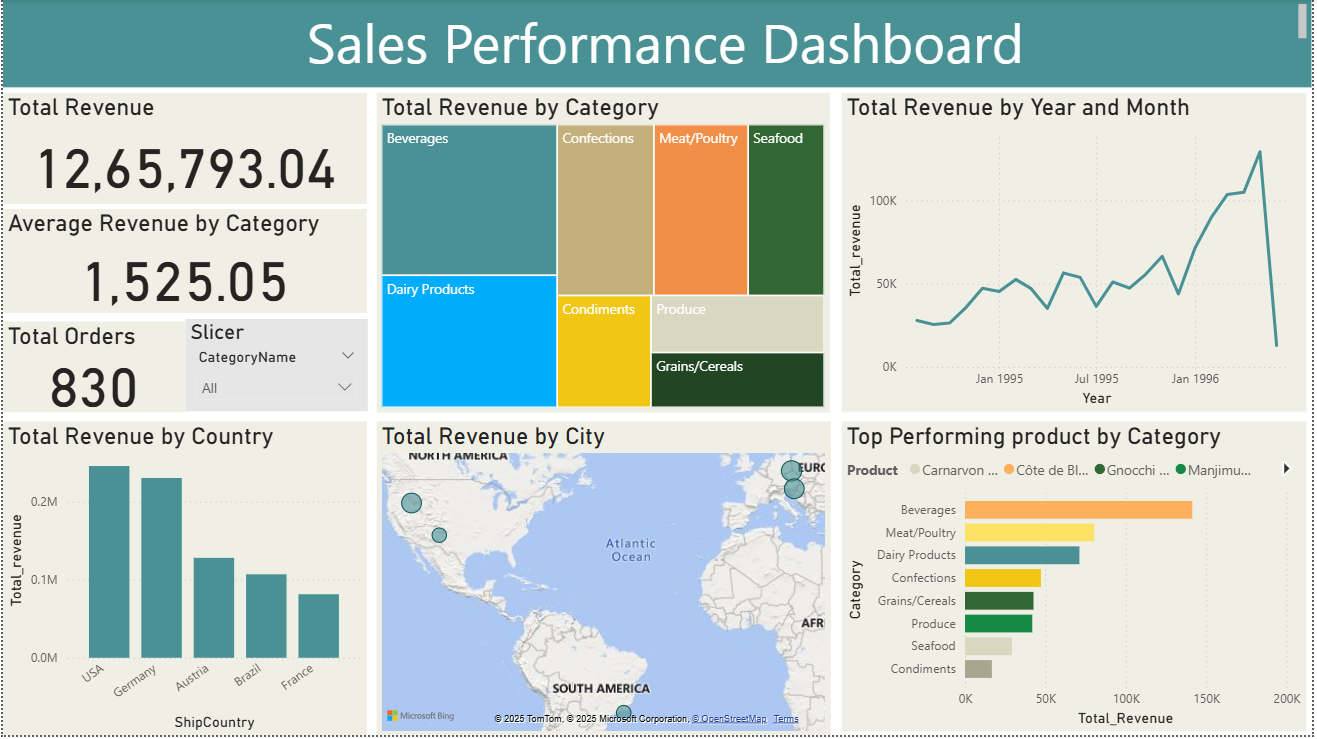 Sales Performance Dashboard
Total Revenue
12,65,793.04
Average Revenue by Category
1,525.05
Total Orders
830
Slicer
CategoryName
All
Total Revenue by Category
Beverages
Confections
Meat/Poultry
Seafood
Dairy Products
Condiments
Produce
Grains/Cereals
Total Revenue by Year and Month
Total_revenue
100K
50K
0K
Jan 1995
Jul 1995
Jan 1996
Year
Total Revenue by Country
Total_revenue
0.2M
0.1M
0.0M
USA
Germany
Austria
Brazil
France
ShipCountry
Total Revenue by City
NORTH AMERICA
EURO
Atlantic
Ocean
AFRI
SOUTH AMERICA
Microsoft Bing
© 2025 TomTom, © 2025 Microsoft Corporation, © OpenStreetMap Terms
Top Performing product by Category
Product Carnarvon ... Côte de Bl... Gnocchi ... Manjimu...
Category
Beverages
Meat/Poultry
Dairy Products
Confections
Grains/Cereals
Produce
Seafood
Condiments
0K 50K 100K 150K 200K
Total_Revenue